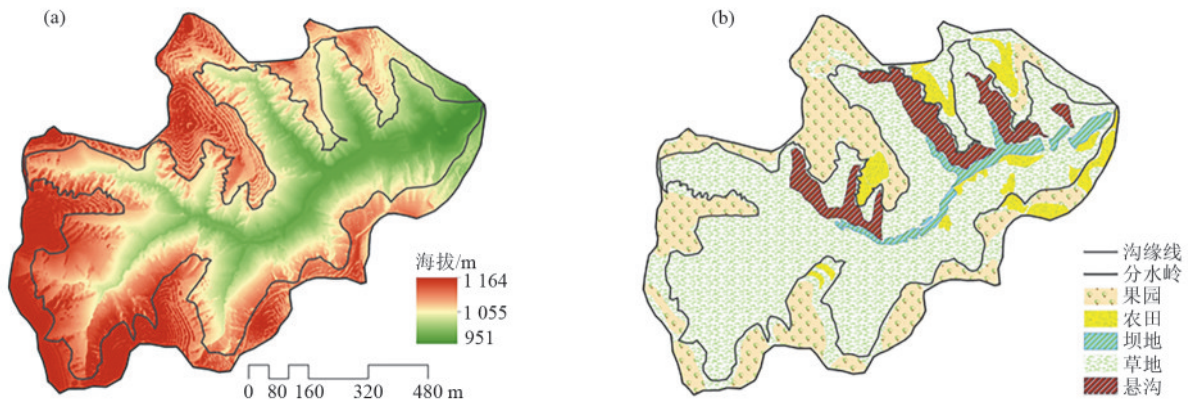 (a)
海拔/m
1 164
1 055
951
0 80 160 320 480 m
(b)
沟缘线
分水岭
果园
农田
坝地
草地
悬沟